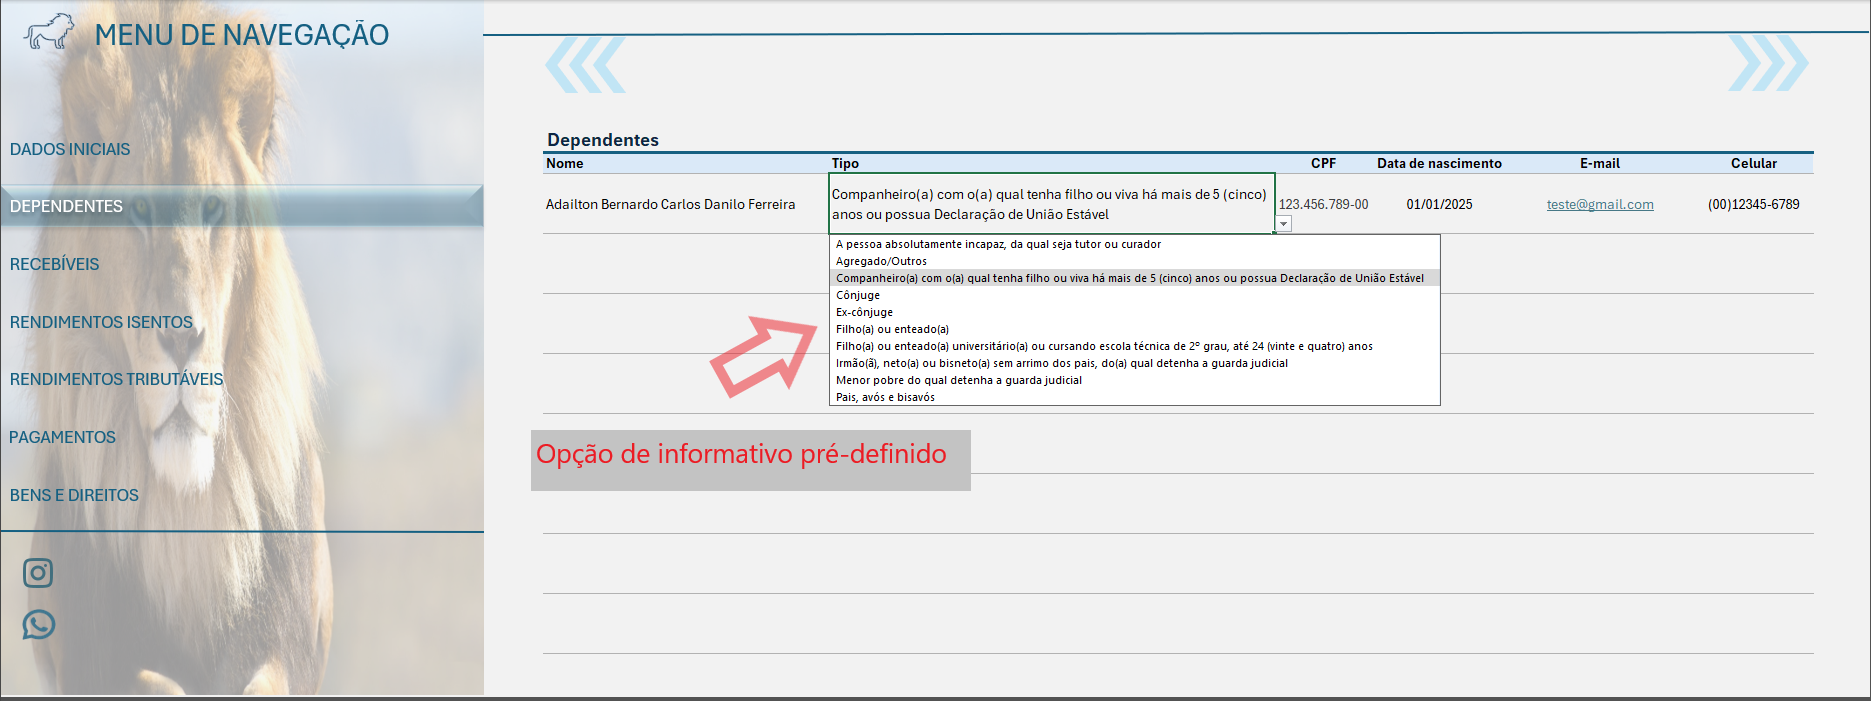 MENU DE NAVEGAÇÃO
DADOS INICIAIS
DEPENDENTES
RECEBÍVEIS
RENDIMENTOS ISENTOS
RENDIMENTOS TRIBUTÁVEIS
PAGAMENTOS
BENS E DIREITOS
Dependentes
Nome Tipo CPF Data de nascimento E-mail Celular
Adailton Bernardo Carlos Danilo Ferreira
Companheiro(a) com o(a) qual tenha filho ou viva há mais de 5 (cinco)
anos ou possua Declaração de União Estável
123.456.789-00 01/01/2025 teste@gmail.com (00)12345-6789
A pessoa absolutamente incapaz, da qual seja tutor ou curador
Agregado/Outros
Companheiro(a) com o(a) qual tenha filho ou viva há mais de 5 (cinco) anos ou possua Declaração de União Estável
Cônjuge
Ex-cônjuge
Filho(a) ou enteado(a)
Filho(a) ou enteado(a) universitário(a) ou cursando escola técnica de 2º grau, até 24 (vinte e quatro) anos
Irmão(ã), neto(a) ou bisneto(a) sem arrimo dos pais, do(a) qual detenha a guarda judicial
Menor pobre do qual detenha a guarda judicial
Pais, avós e bisavós
Opção de informativo pré-definido